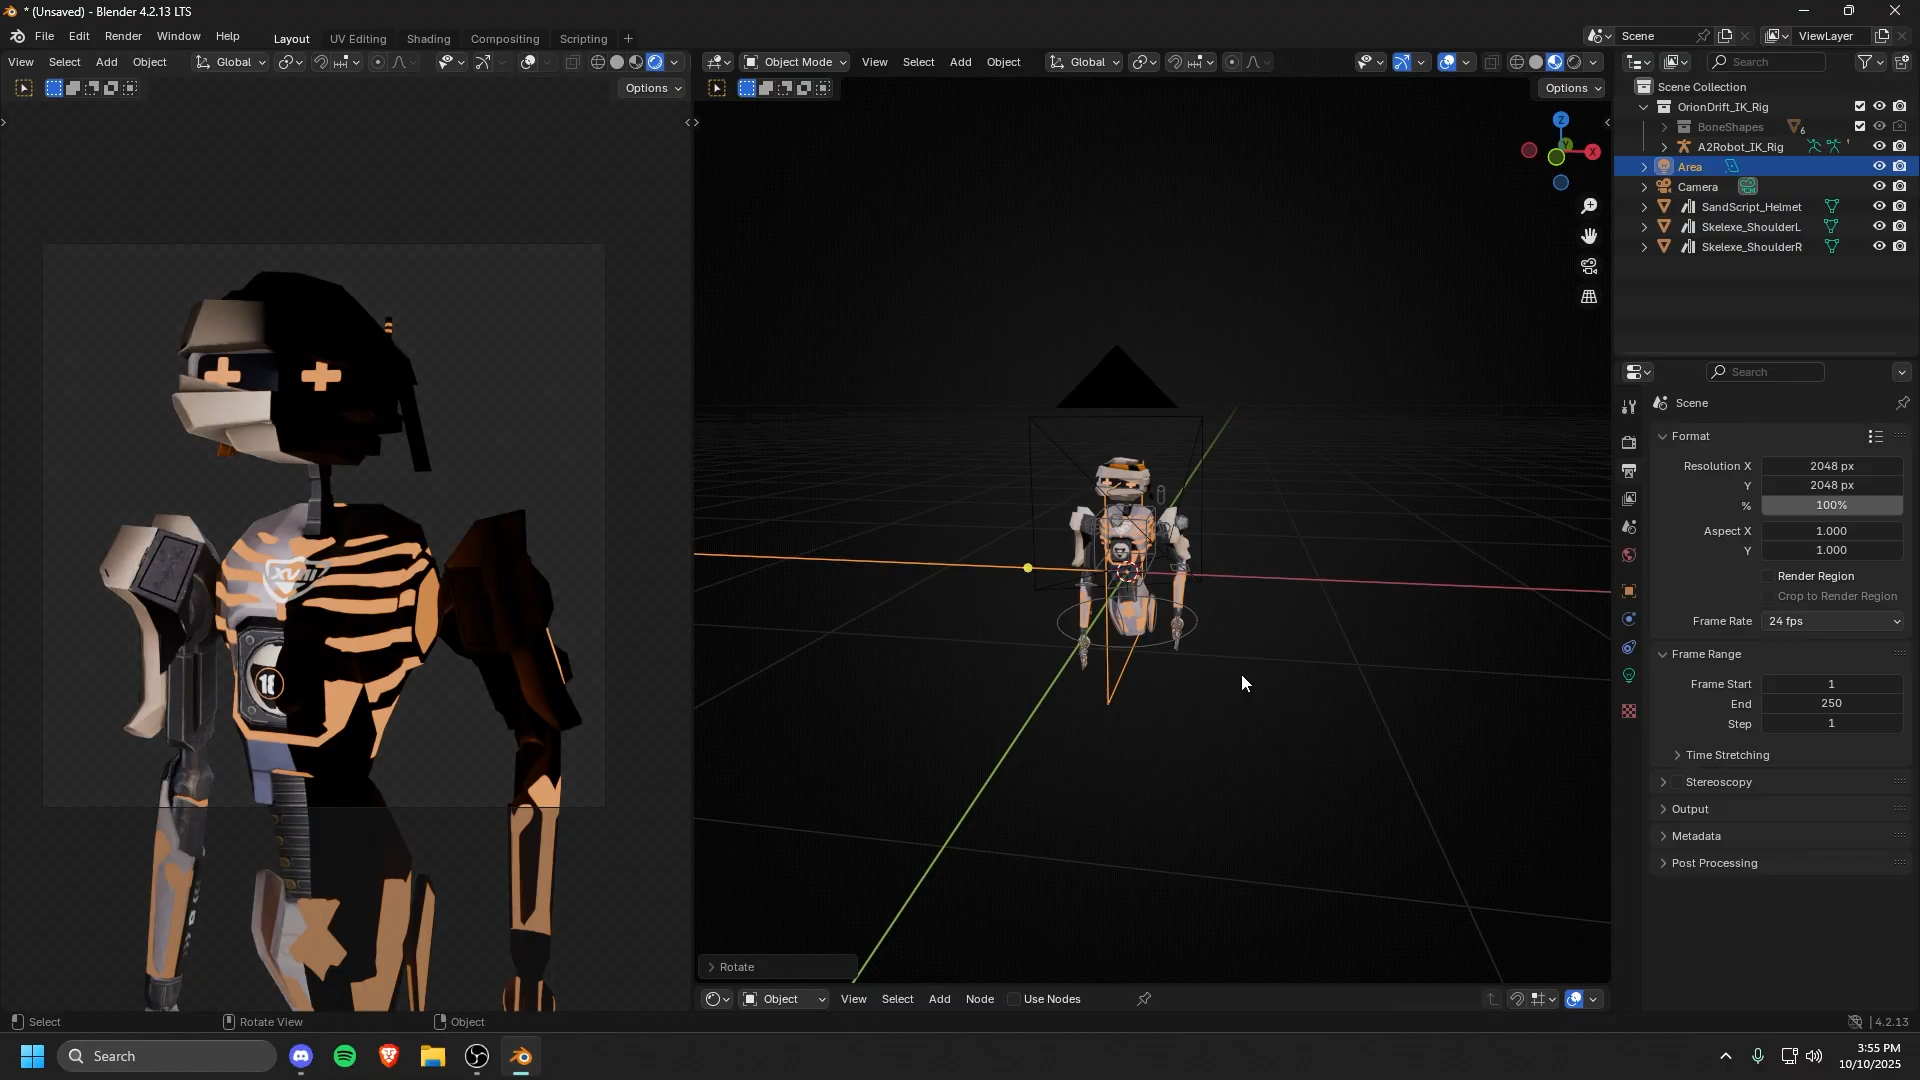 * (Unsaved) - Blender 4.2.13 LTS
File Edit Render Window Help Layout UV Editing Shading Compositing Scripting + Scene ViewLayer
View Select Add Object Global Object Mode View Select Add Object Global Search
Options Options
Scene Collection
OrionDrift_IK_Rig
BoneShapes 6
A2Robot_IK_Rig
Area
Camera
SandScript_Helmet
Skelexe_ShoulderL
Skelexe_ShoulderR
Z
Y
X
Search
Scene
Format
Resolution X 2048 px
Y 2048 px
% 100%
Aspect X 1.000
Y 1.000
Render Region
Crop to Render Region
Frame Rate 24 fps
Frame Range
Frame Start 1
End 250
Step 1
Time Stretching
Stereoscopy
Output
Metadata
Post Processing
XVIII
18
Rotate
Object View Select Add Node Use Nodes
Select Rotate View Object 4.2.13
Search
3:55 PM
10/10/2025